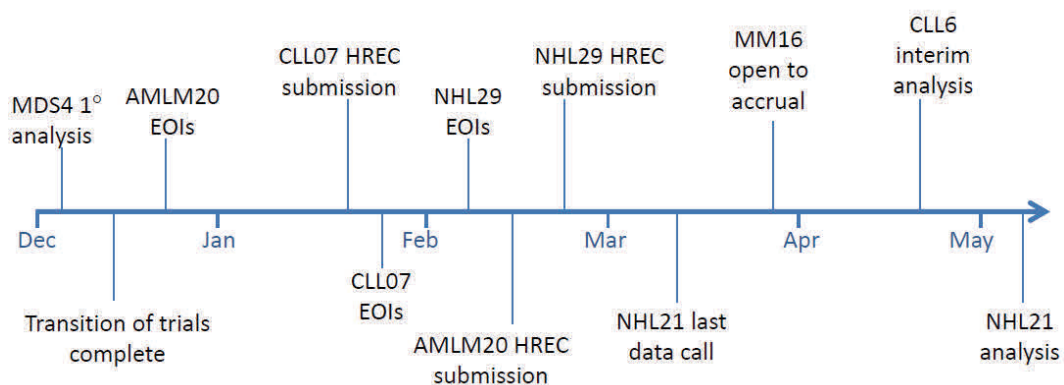 MDS4 1°
analysis
AMLM20
EOIs
CLL07 HREC
submission
NHL29
EOIs
NHL29 HREC
submission
MM16
open to
accrual
CLL6
interim
analysis
Dec
Jan
Feb
Mar
Apr
May
Transition of trials
complete
CLL07
EOIs
AMLM20 HREC
submission
NHL21 last
data call
NHL21
analysis